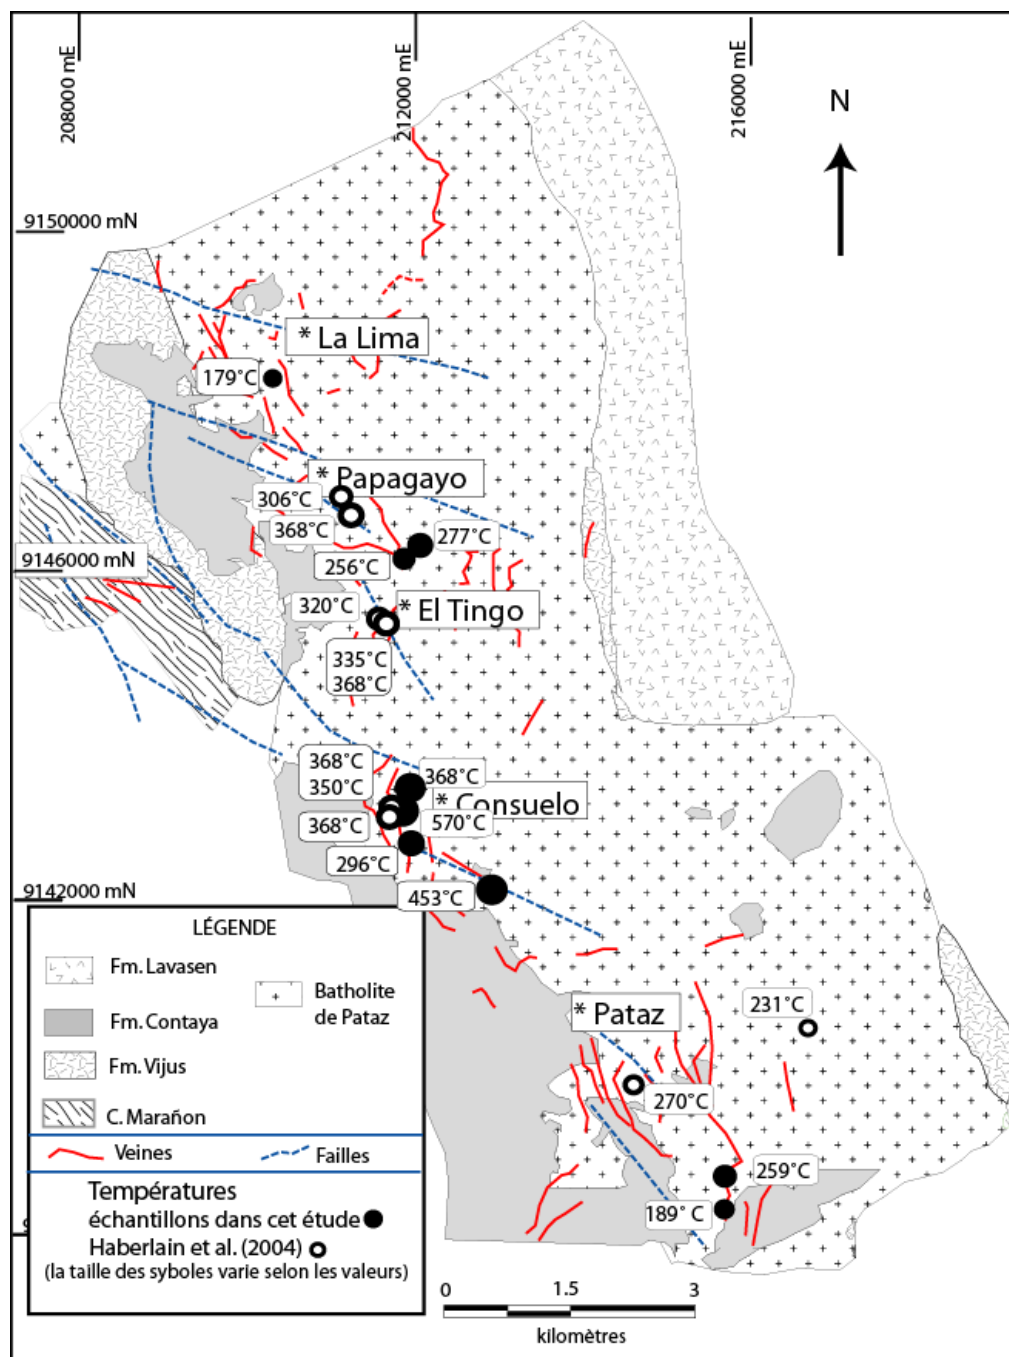 208000 mE
212000 mE
216000 mE
N
9150000 mN
* La Lima
179°C
* Papagayo
306°C
368°C
277°C
9146000 mN
256°C
320°C
* El Tingo
335°C
368°C
368°C
350°C
368°C
* Consuelo
368°C
570°C
296°C
453°C
9142000 mN
LÉGENDE
Fm. Lavasen
Batholite
de Pataz
Fm. Contaya
Fm. Vijus
C. Marañon
Veines
Failles
Températures
échantillons dans cet étude
Haberlain et al. (2004)
(la taille des syboles varie selon les valeurs)
* Pataz
231°C
270°C
259°C
189° C
0 1.5 3
kilomètres